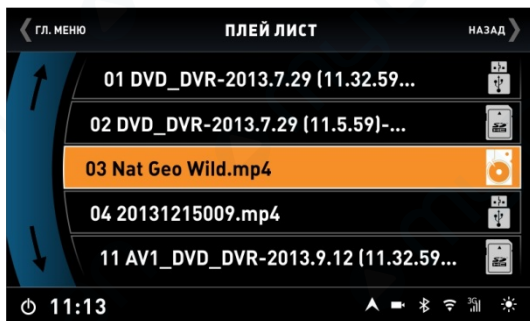 ГЛ. МЕНЮ ПЛЕЙ ЛИСТ НАЗАД
01 DVD_DVR-2013.7.29 (11.32.59...
02 DVD_DVR-2013.7.29 (11.5.59)-...
03 Nat Geo Wild.mp4
04 20131215009.mp4
11 AV1_DVD_DVR-2013.9.12 (11.32.59...
11:13 3G